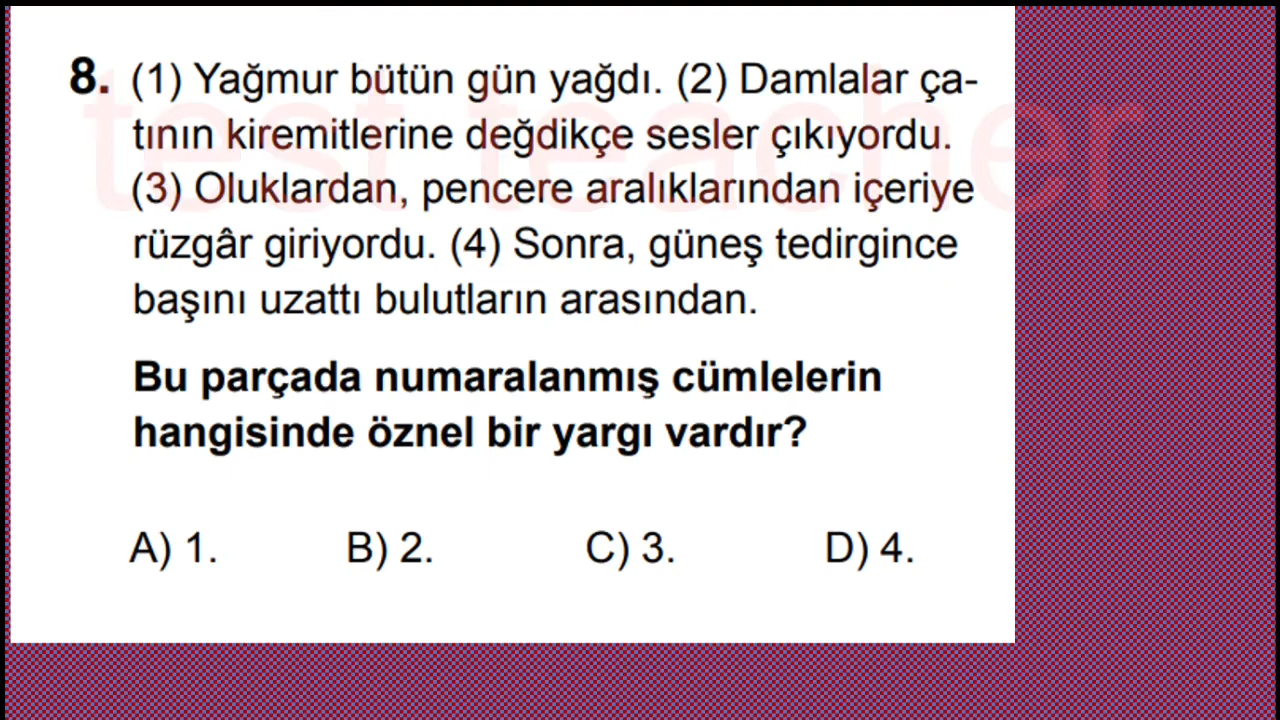 test teacher
8. (1) Yağmur bütün gün yağdı. (2) Damlalar ça-
tının kiremitlerine değdikçe sesler çıkıyordu.
(3) Oluklardan, pencere aralıklarından içeriye
rüzgâr giriyordu. (4) Sonra, güneş tedirgince
başını uzattı bulutların arasından.
Bu parçada numaralanmış cümlelerin
hangisinde öznel bir yargı vardır?
A) 1. B) 2. C) 3. D) 4.